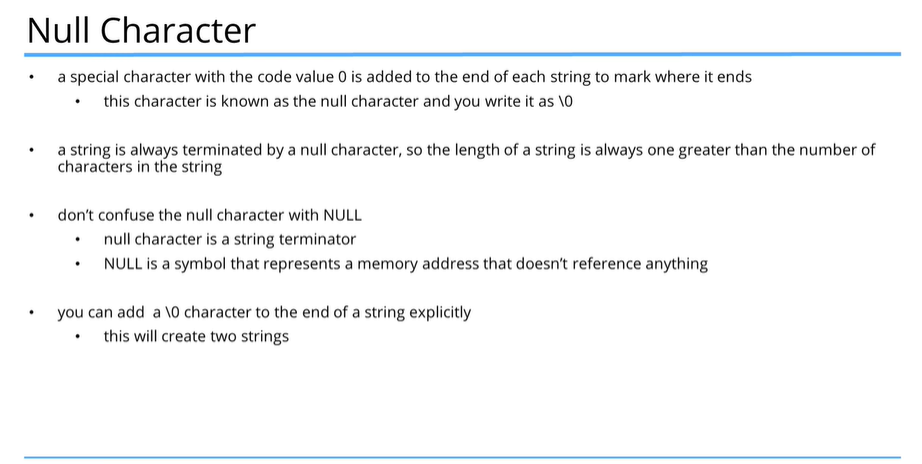 Null Character
• a special character with the code value 0 is added to the end of each string to mark where it ends
• this character is known as the null character and you write it as \0
• a string is always terminated by a null character, so the length of a string is always one greater than the number of
characters in the string
• don’t confuse the null character with NULL
• null character is a string terminator
• NULL is a symbol that represents a memory address that doesn’t reference anything
• you can add  a \0 character to the end of a string explicitly
• this will create two strings